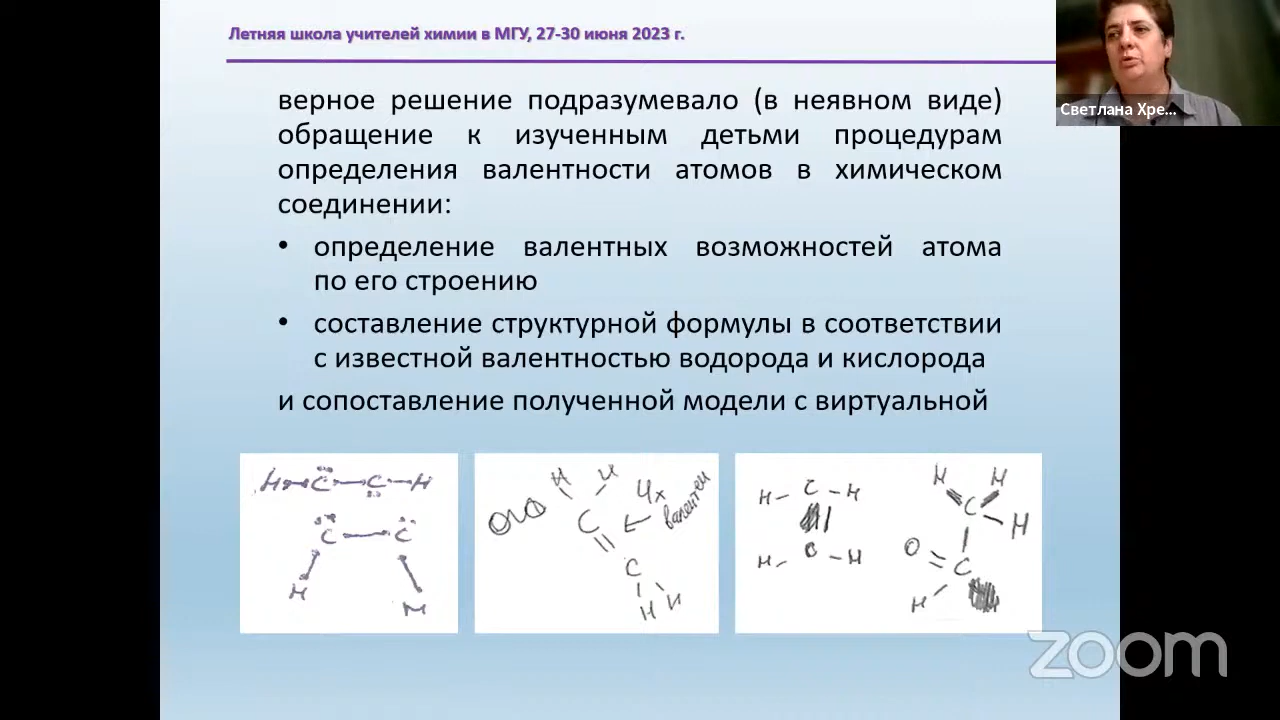 Летняя школа учителей химии в МГУ, 27-30 июня 2023 г.
Светлана Хре...
верное решение подразумевало (в неявном виде)
обращение к изученным детьми процедурам
определения валентности атомов в химическом
соединении:
• определение валентных возможностей атома
по его строению
• составление структурной формулы в соответствии
с известной валентностью водорода и кислорода
и сопоставление полученной модели с виртуальной
H C C H
C C
H H
H H
C
4х
валентен
C
H H
H C H
H C H
H H
C H
O C
H
zoom